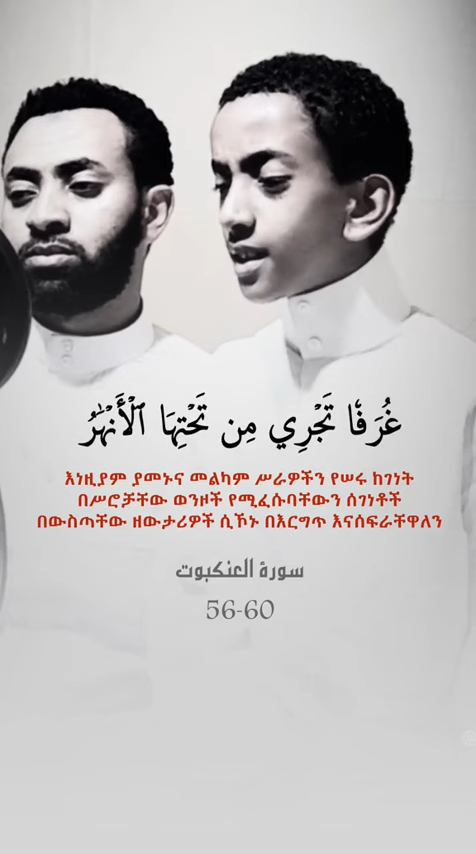 غُرَفًا تَجْرِي مِن تَحْتِهَا ٱلْأَنْهَٰرُ
እነዚያም ያመኑና መልካም ሥራዎችን የሠሩ ከገነት
በሥሮቻቸው ወንዞች የሚፈሱባቸውን ሰገነቶች
በውስጣቸው ዘውታሪዎች ሲኾኑ በእርግጥ እናሰፍራቸዋለን
سورة العنكبوت
56-60